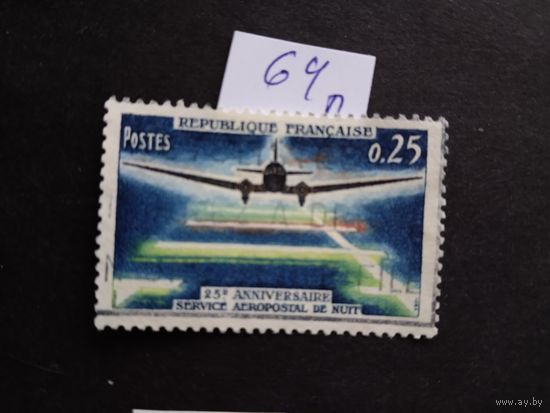 64
п
REPUBLIQUE FRANÇAISE
POSTES
0.25
25e ANNIVERSAIRE
SERVICE AEROPOSTAL DE NUIT
www.ay.by